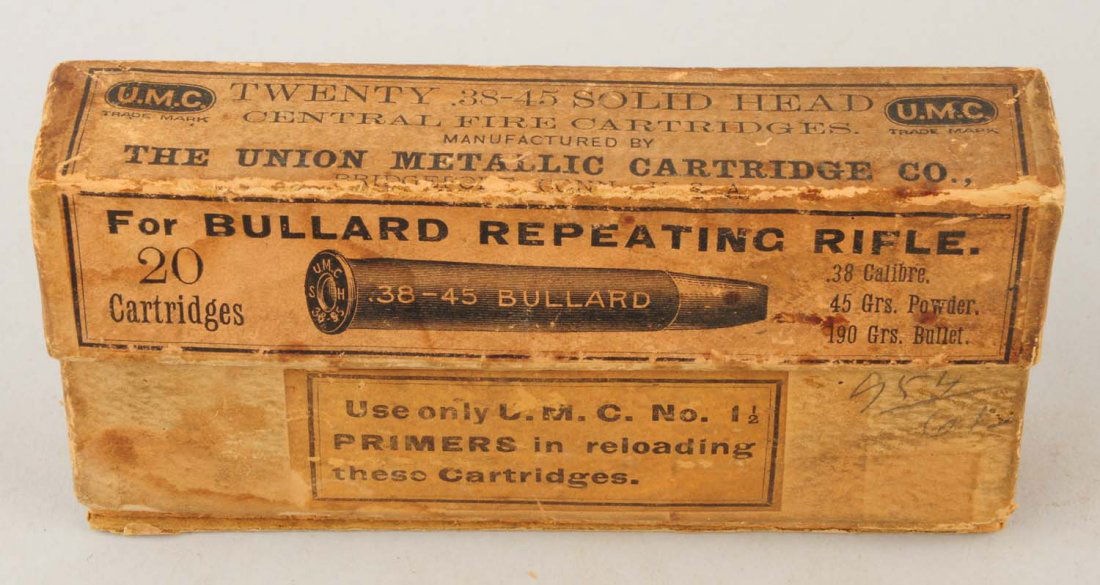 U.M.C. TWENTY .38-45 SOLID HEAD U.M.C.
TRADE MARK CENTRAL FIRE CARTRIDGES. TRADE MARK
MANUFACTURED BY
THE UNION METALLIC CARTRIDGE CO.,
For BULLARD REPEATING RIFLE.
20
Cartridges
U.M.C
S H
38-45
.38-45 BULLARD
.38 Calibre.
45 Grs. Powder.
190 Grs. Bullet.
Use only U.M.C. No. 1½
PRIMERS in reloading
these Cartridges.